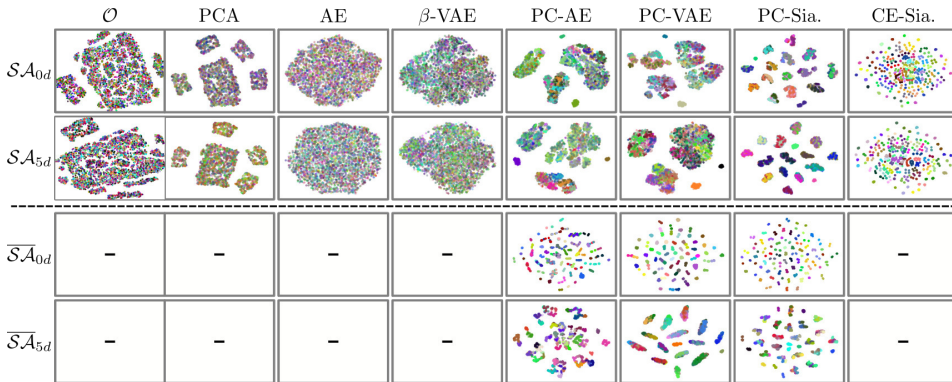 𝒪 PCA AE β-VAE PC-AE PC-VAE PC-Sia. CE-Sia.
𝒮𝒜₀d
𝒮𝒜₅d
𝒮𝒜̅₀d – – – – –
𝒮𝒜̅₅d – – – – –